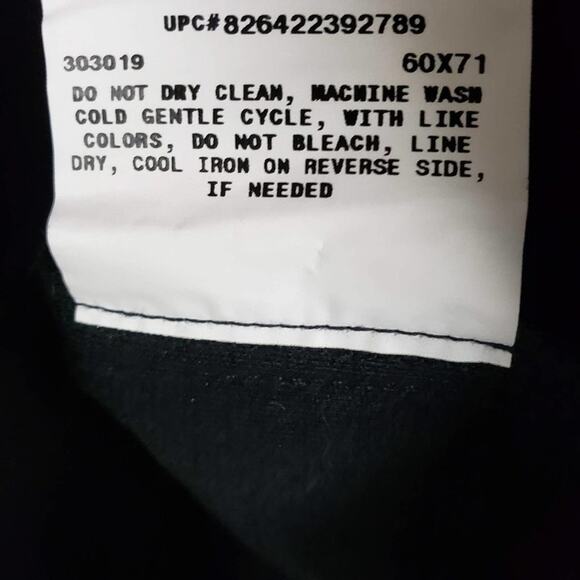 UPC#826422392789
303019 60X71
DO NOT DRY CLEAN, MACHINE WASH
COLD GENTLE CYCLE, WITH LIKE
COLORS, DO NOT BLEACH, LINE
DRY, COOL IRON ON REVERSE SIDE,
IF NEEDED